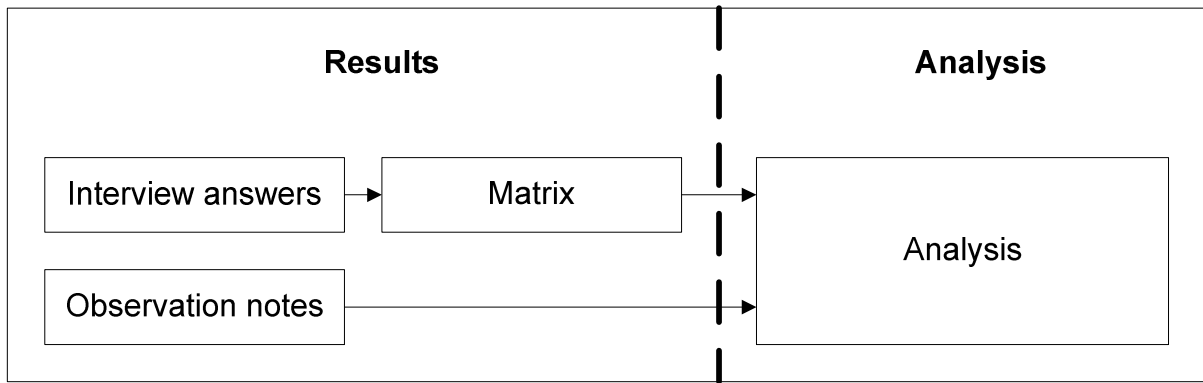 Results
Analysis
Interview answers
Matrix
Analysis
Observation notes